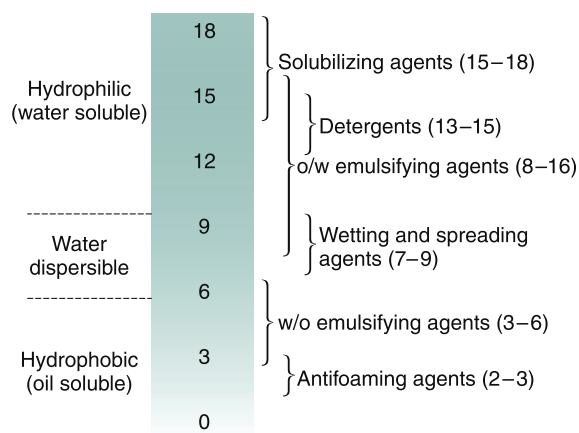 18
Solubilizing agents (15–18)
Hydrophilic
(water soluble)
15
Detergents (13–15)
12
o/w emulsifying agents (8–16)
9
Water
dispersible
Wetting and spreading
agents (7–9)
6
w/o emulsifying agents (3–6)
Hydrophobic
(oil soluble)
3
Antifoaming agents (2–3)
0